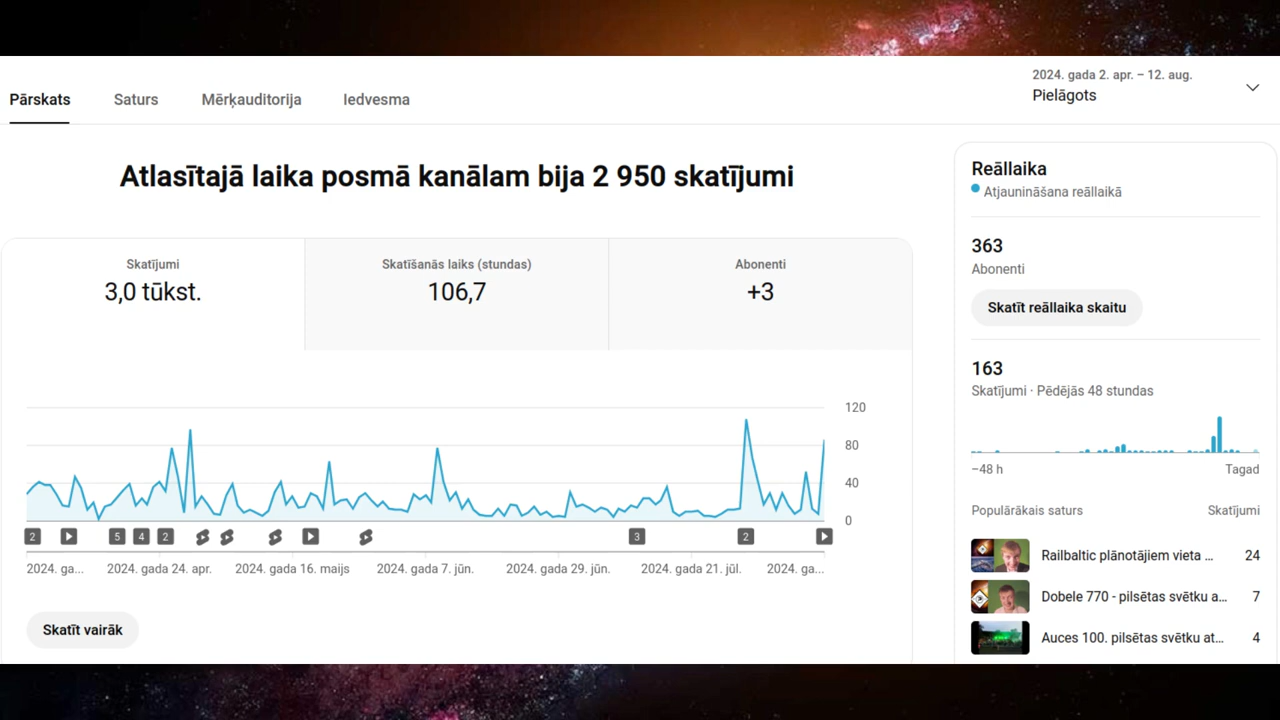 Pārskats
Saturs
Mērķauditorija
Iedvesma
2024. gada 2. apr. – 12. aug.
Pielāgots
Atlasītajā laika posmā kanālam bija 2 950 skatījumi
Skatījumi
3,0 tūkst.
Skatīšanās laiks (stundas)
106,7
Abonenti
+3
120
80
40
0
2
5
4
2
3
2
2024. ga...
2024. gada 24. apr.
2024. gada 16. maijs
2024. gada 7. jūn.
2024. gada 29. jūn.
2024. gada 21. jūl.
2024. ga...
Skatīt vairāk
Reāllaika
Atjaunināšana reāllaikā
363
Abonenti
Skatīt reāllaika skaitu
163
Skatījumi · Pēdējās 48 stundas
−48 h
Tagad
Populārākais saturs
Skatījumi
Railbaltic plānotājiem vieta ...
24
Dobele 770 - pilsētas svētku a...
7
Auces 100. pilsētas svētku at...
4